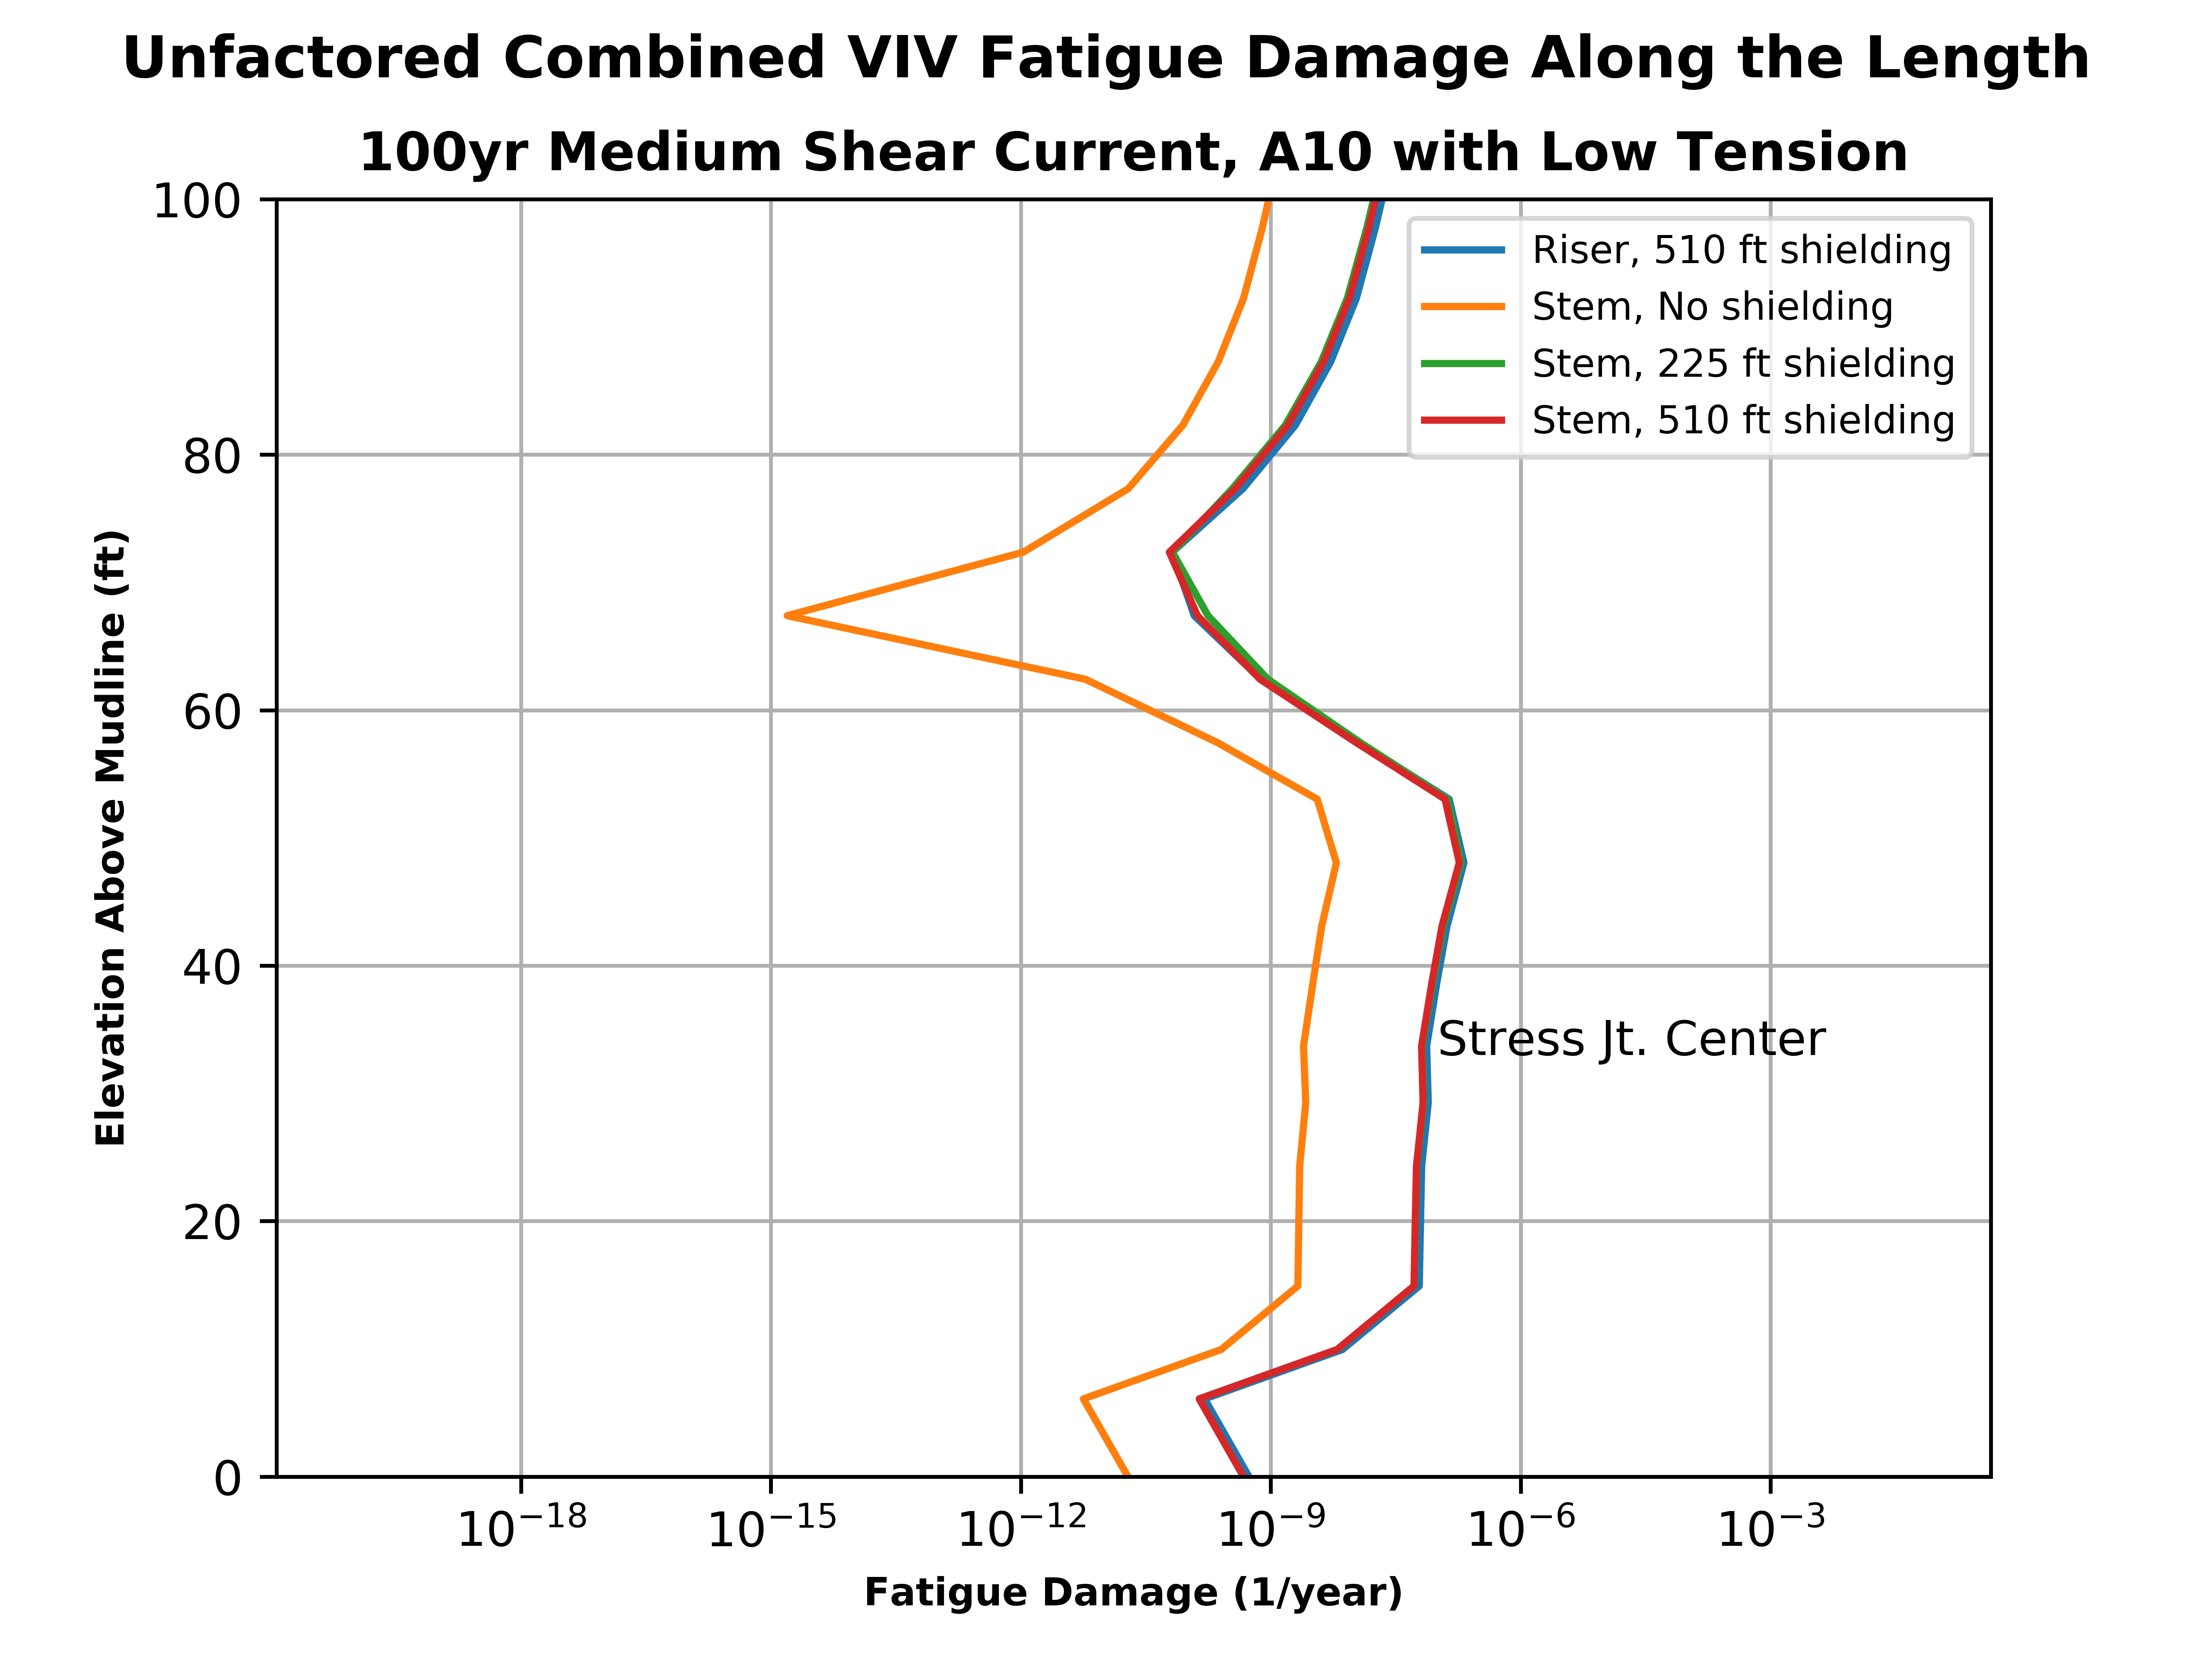 Unfactored Combined VIV Fatigue Damage Along the Length
100yr Medium Shear Current, A10 with Low Tension
100
80
60
40
20
0
Elevation Above Mudline (ft)
Riser, 510 ft shielding
Stem, No shielding
Stem, 225 ft shielding
Stem, 510 ft shielding
Stress Jt. Center
10⁻¹⁸ 10⁻¹⁵ 10⁻¹² 10⁻⁹ 10⁻⁶ 10⁻³
Fatigue Damage (1/year)